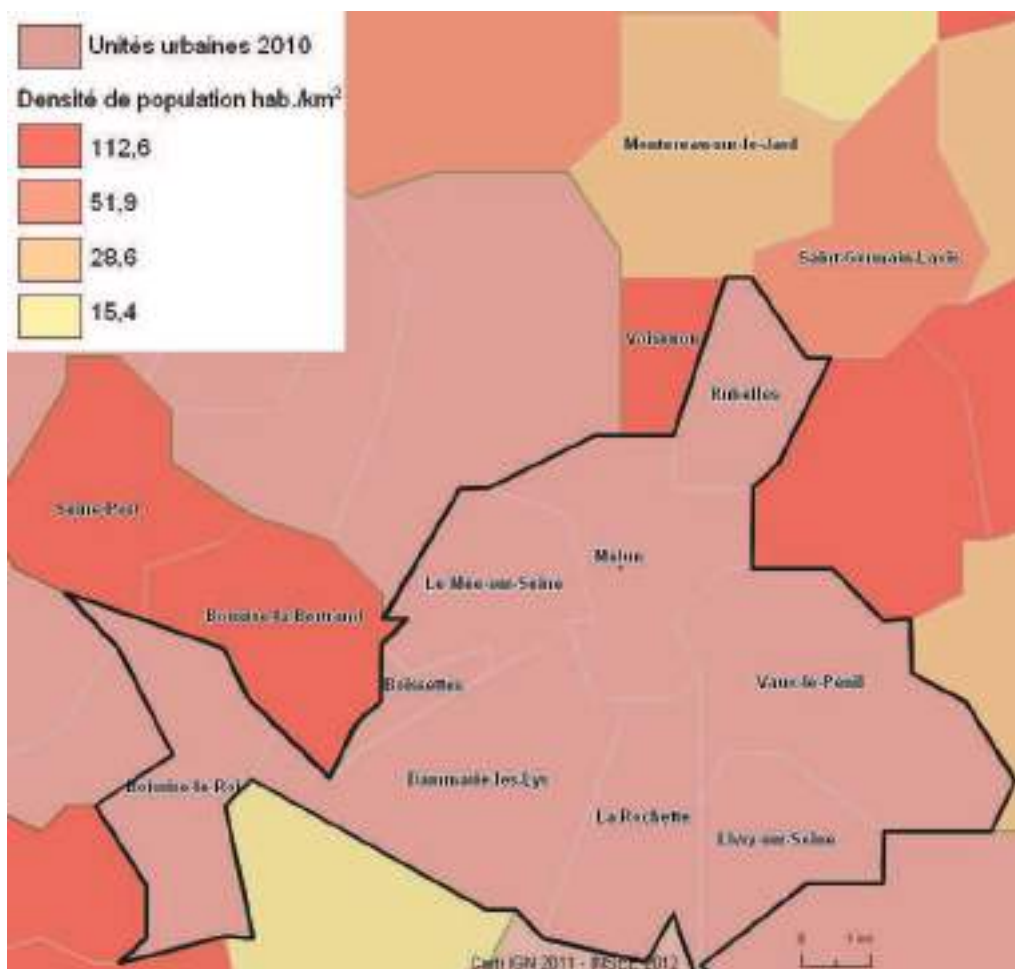 Unités urbaines 2010
Densité de population hab./km²
112,6
51,9
28,6
15,4
Montereau-sur-le-Jard
Saint-Germain-Laxis
Voisenon
Rubelles
Seine-Port
Melun
Le Mée-sur-Seine
Boissise-la-Bertrand
Boissettes
Vaux-le-Pénil
Boissise-le-Roi
Dammarie-les-Lys
La Rochette
Livry-sur-Seine
0 1 km
Carti IGN 2011 - INSEE 2012